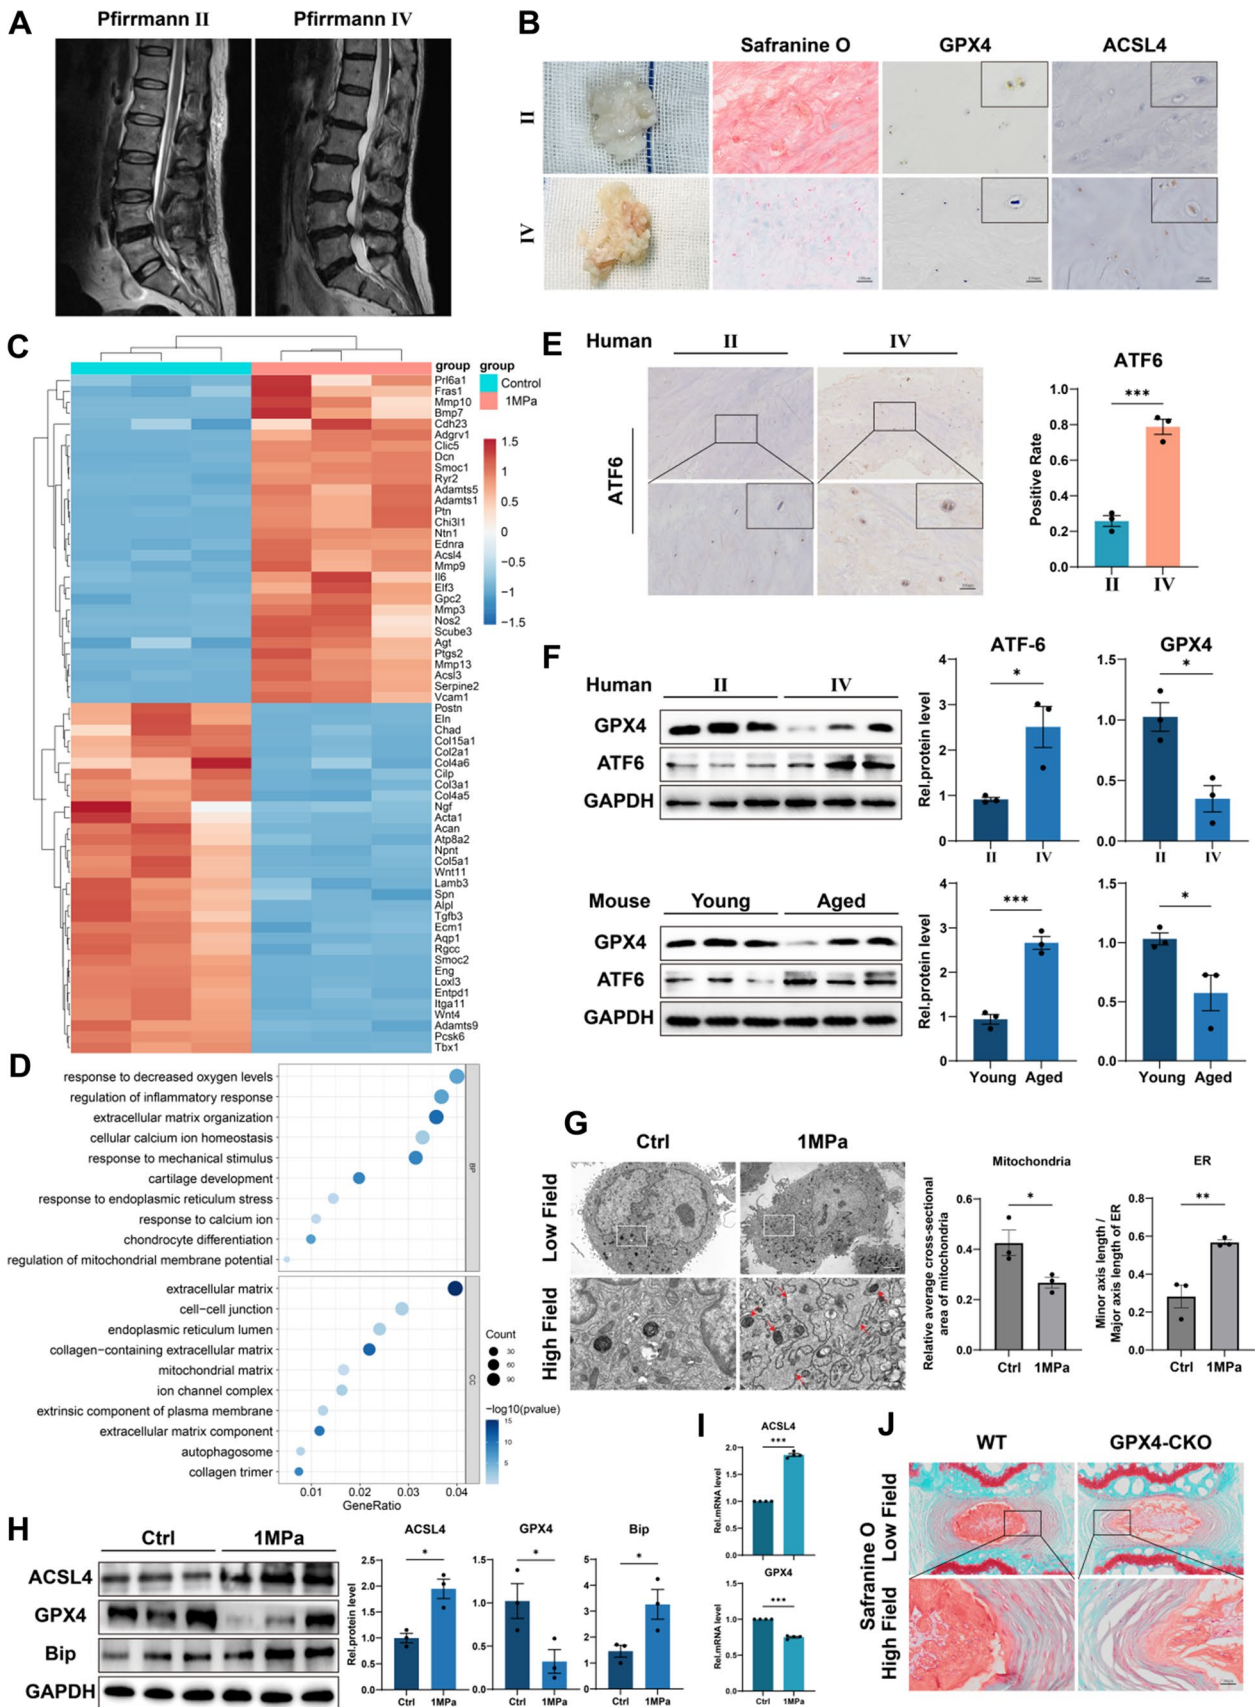 A
Pfirrmann II Pfirrmann IV
B
Safranine O GPX4 ACSL4
II
IV
C
group group
Control
1MPa
1.5
1
0.5
0
−0.5
−1
−1.5
Prl6a1
Fras1
Mmp10
Bmp7
Cdh23
Adgrv1
Clic5
Dcn
Smoc1
Ryr2
Adamts5
Adamts1
Ptn
Chi3l1
Ntn1
Ednra
Acsl4
Mmp9
Il6
Elf3
Gpc2
Mmp3
Nos2
Scube3
Agt
Ptgs2
Mmp13
Acsl3
Serpine2
Vcam1
Postn
Eln
Chad
Col15a1
Col2a1
Col4a6
Cilp
Col3a1
Col4a5
Ngf
Acta1
Acan
Atp8a2
Npnt
Col5a1
Wnt11
Lamb3
Spn
Alpl
Tgfb3
Ecm1
Aqp1
Rgcc
Smoc2
Eng
Loxl3
Entpd1
Itga11
Wnt4
Adamts9
Pcsk6
Tbx1
D
response to decreased oxygen levels
regulation of inflammatory response
extracellular matrix organization
cellular calcium ion homeostasis
response to mechanical stimulus
cartilage development
response to endoplasmic reticulum stress
response to calcium ion
chondrocyte differentiation
regulation of mitochondrial membrane potential
BP
extracellular matrix
cell−cell junction
endoplasmic reticulum lumen
collagen−containing extracellular matrix
mitochondrial matrix
ion channel complex
extrinsic component of plasma membrane
extracellular matrix component
autophagosome
collagen trimer
CC
0.01 0.02 0.03 0.04
GeneRatio
Count
30
60
90
−log10(pvalue)
15
10
5
0
E
Human II IV
ATF6
ATF6
Positive Rate
1.0
0.8
0.6
0.4
0.2
0.0
***
II IV
F
Human II IV
GPX4
ATF6
GAPDH
ATF-6
Rel.protein level
4
3
2
1
0
*
II IV
GPX4
1.5
1.0
0.5
0.0
*
II IV
Mouse Young Aged
GPX4
ATF6
GAPDH
Rel.protein level
4
3
2
1
0
***
Young Aged
1.5
1.0
0.5
0.0
*
Young Aged
G
Ctrl 1MPa
Low Field
High Field
Mitochondria
Relative average cross-sectional
area of mitochondria
0.6
0.4
0.2
0.0
*
Ctrl 1MPa
ER
Minor axis length /
Major axis length of ER
0.8
0.6
0.4
0.2
0.0
**
Ctrl 1MPa
H
Ctrl 1MPa
ACSL4
GPX4
Bip
GAPDH
ACSL4
Rel.protein level
2.5
2.0
1.5
1.0
0.5
0.0
*
Ctrl 1MPa
GPX4
1.5
1.0
0.5
0.0
*
Ctrl 1MPa
Bip
5
4
3
2
1
0
*
Ctrl 1MPa
I
ACSL4
Rel.mRNA level
2.0
1.5
1.0
0.5
0.0
***
GPX4
Rel.mRNA level
1.5
1.0
0.5
0.0
***
Ctrl 1MPa
J
WT GPX4-CKO
Safranine O
Low Field
High Field